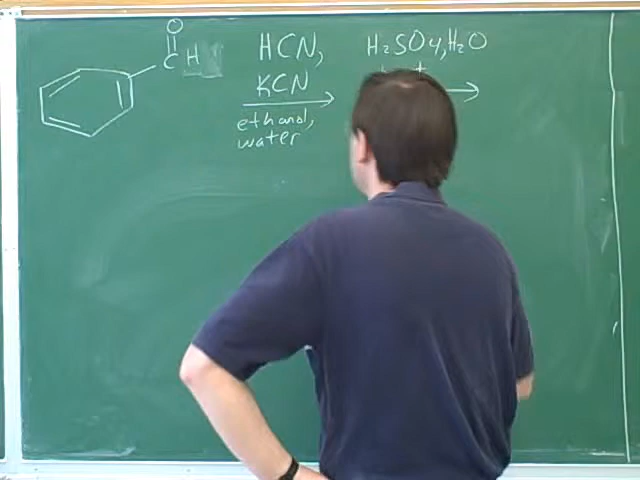 O
C H
HCN,
KCN
ethanol,
water
H₂SO₄, H₂O